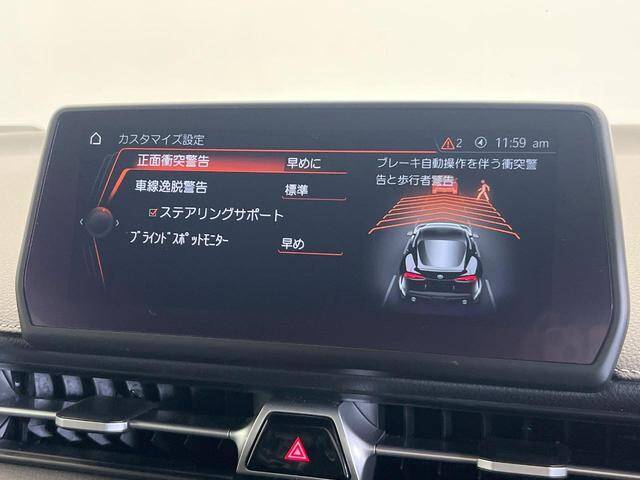 カスタマイズ設定
2
11:59 am
正面衝突警告 早めに
車線逸脱警告 標準
ステアリングサポート
ブラインドスポットモニター 早め
ブレーキ自動操作を伴う衝突警
告と歩行者警告